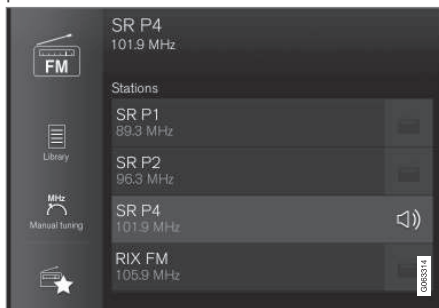 FM
Library
MHz
Manual tuning
SR P4
101.9 MHz
Stations
SR P1
89.3 MHz
SR P2
96.3 MHz
SR P4
101.9 MHz
RIX FM
105.9 MHz
G063314